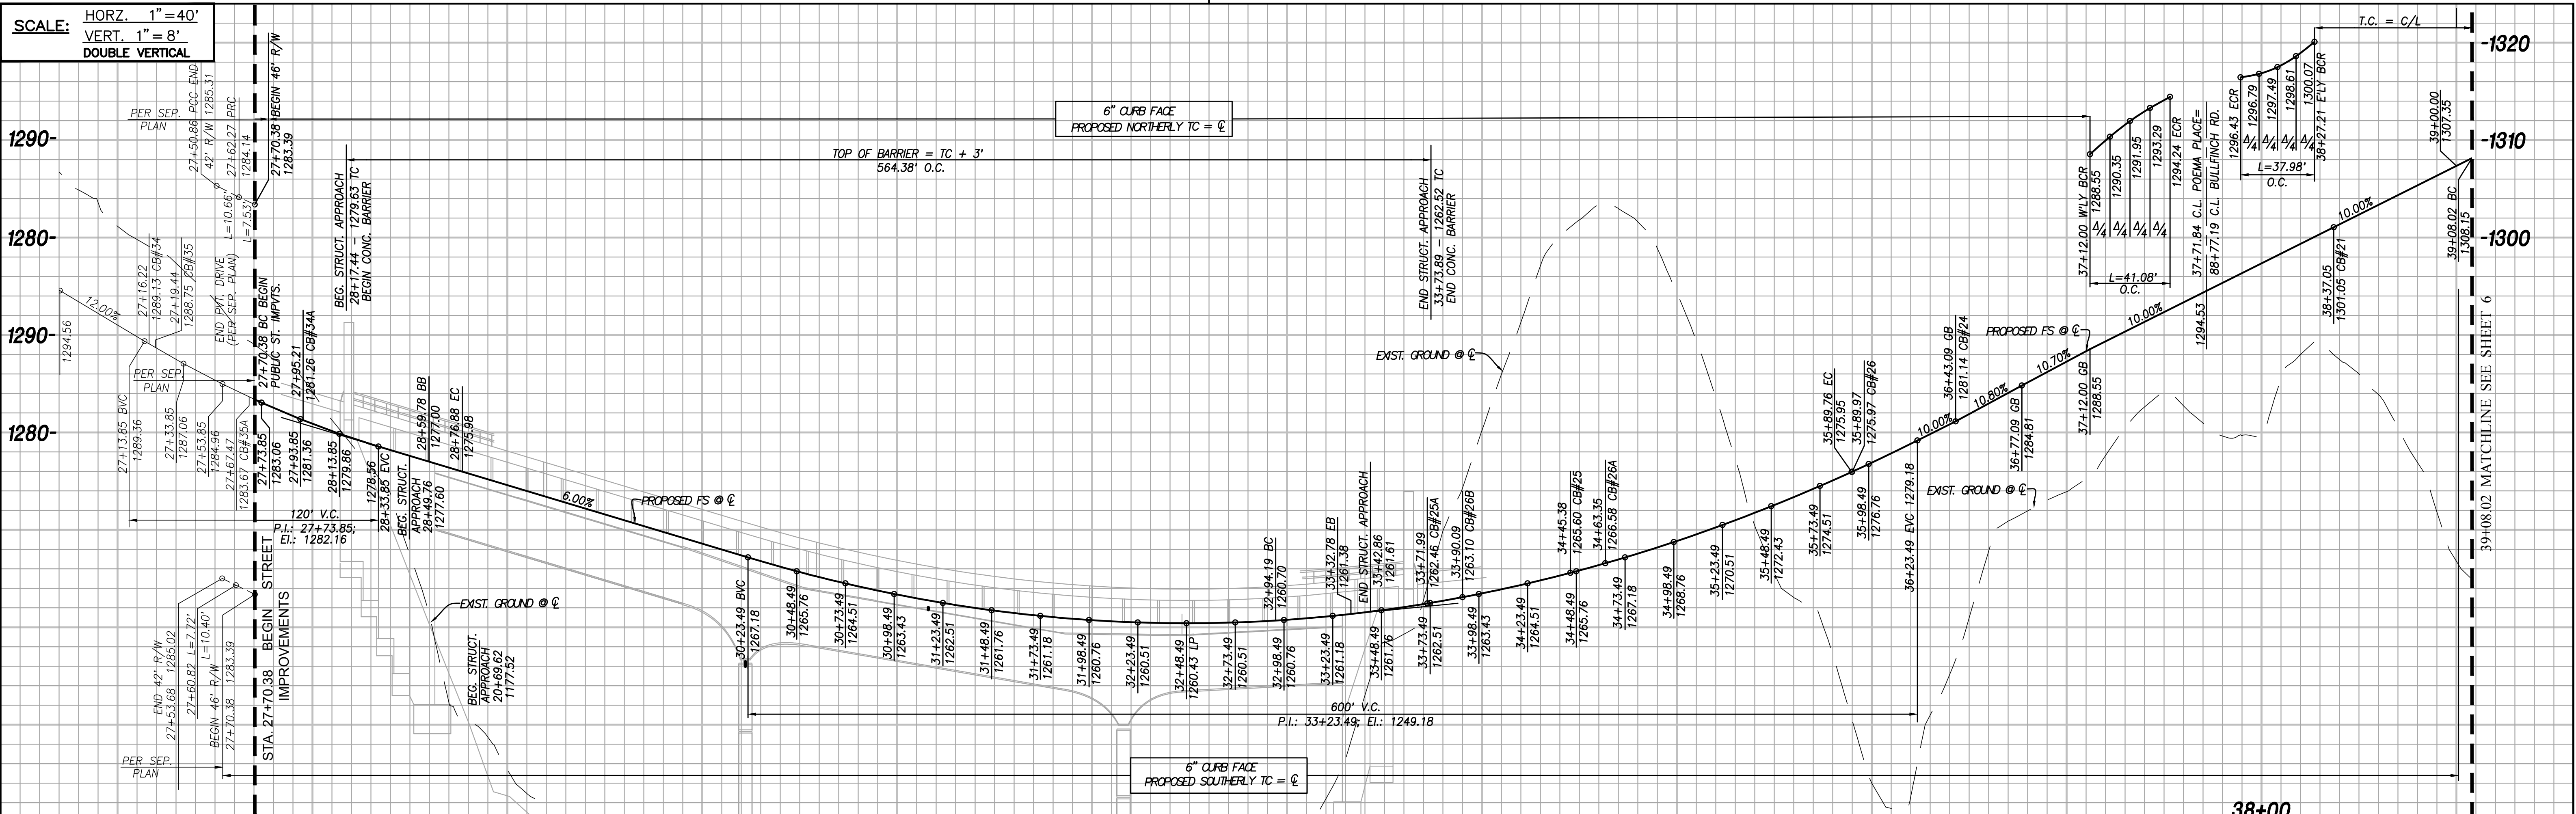 SCALE:
HORZ. 1"=40'
VERT. 1"= 8'
DOUBLE VERTICAL
1290-
1280-
1290-
1280-
-1320
-1310
-1300
PER SEP.
PLAN
27+50.86 PCC END
42' R/W 1285.31
27+62.27 PRC
1284.14
L=10.66'
L=7.53'
27+70.38 BEGIN 46' R/W
1283.39
6" CURB FACE
PROPOSED NORTHERLY TC = ℄
T.C. = C/L
TOP OF BARRIER = TC + 3'
564.38' O.C.
BEG. STRUCT. APPROACH
28+17.44 - 1279.63 TC
BEGIN CONC. BARRIER
END STRUCT. APPROACH
33+73.89 - 1262.52 TC
END CONC. BARRIER
37+12.00 W'LY BCR
1288.55
1290.35
1291.95
1293.29
1294.24 ECR
Δ/4
Δ/4
Δ/4
Δ/4
L=41.08'
O.C.
37+71.84 C.L. POEMA PLACE=
88+77.19 C.L. BULLFINCH RD.
1294.53
1296.43 ECR
1296.79
1297.49
1298.61
1300.07
38+27.21 E'LY BCR
Δ/4
Δ/4
Δ/4
Δ/4
L=37.98'
O.C.
39+00.00
1307.35
39+08.02 BC
1308.15
1294.56
12.00%
27+16.22
1289.13 CB#34
27+19.44
1288.75 CB#35
END PVT. DRIVE
(PER SEP. PLAN)
27+70.38 BC BEGIN
PUBLIC ST. IMPVTS.
27+95.21
1281.26 CB#34A
PER SEP.
PLAN
27+13.85 BVC
1289.36
27+33.85
1287.06
27+53.85
1284.96
27+67.47
1283.67 CB#35A
27+73.85
1283.06
27+93.85
1281.36
28+13.85
1279.86
1278.56
28+33.85 EVC
BEG. STRUCT.
APPROACH
28+49.76
1277.60
28+59.78 BB
1277.00
28+76.88 EC
1275.98
120' V.C.
P.I.: 27+73.85;
El.: 1282.16
6.00%
PROPOSED FS @ ℄
EXIST. GROUND @ ℄
BEG. STRUCT.
APPROACH
20+69.62
1177.52
30+23.49 BVC
1267.18
30+48.49
1265.76
30+73.49
1264.51
30+98.49
1263.43
31+23.49
1262.51
31+48.49
1261.76
31+73.49
1261.18
31+98.49
1260.76
32+23.49
1260.51
32+48.49
1260.43 LP
32+73.49
1260.51
32+94.19 BC
1260.70
32+98.49
1260.76
33+23.49
1261.18
33+32.78 EB
1261.38
END STRUCT. APPROACH
33+42.86
1261.61
33+48.49
1261.76
33+71.99
1262.46 CB#25A
33+73.49
1262.51
33+90.09
1263.10 CB#26B
33+98.49
1263.43
34+23.49
1264.51
34+45.38
1265.60 CB#25
34+48.49
1265.76
34+63.35
1266.58 CB#26A
34+73.49
1267.18
34+98.49
1268.76
35+23.49
1270.51
35+48.49
1272.43
35+73.49
1274.51
35+89.76 EC
1275.95
35+89.97
1275.97 CB#26
35+98.49
1276.76
36+23.49 EVC 1279.18
10.00%
36+43.09 GB
1281.14 CB#24
10.80%
36+77.09 GB
1284.81
10.70%
PROPOSED FS @ ℄
37+12.00 GB
1288.55
10.00%
38+37.05
1301.05 CB#21
10.00%
EXIST. GROUND @ ℄
EXIST. GROUND @ ℄
600' V.C.
P.I.: 33+23.49; El.: 1249.18
END 42' R/W
27+53.68 1285.02
27+60.82 L=7.72'
L=10.40'
BEGIN 46' R/W
27+70.38 1283.39
STA. 27+70.38 BEGIN STREET
IMPROVEMENTS
PER SEP.
PLAN
6" CURB FACE
PROPOSED SOUTHERLY TC = ℄
39+08.02 MATCHLINE SEE SHEET 6
38+00